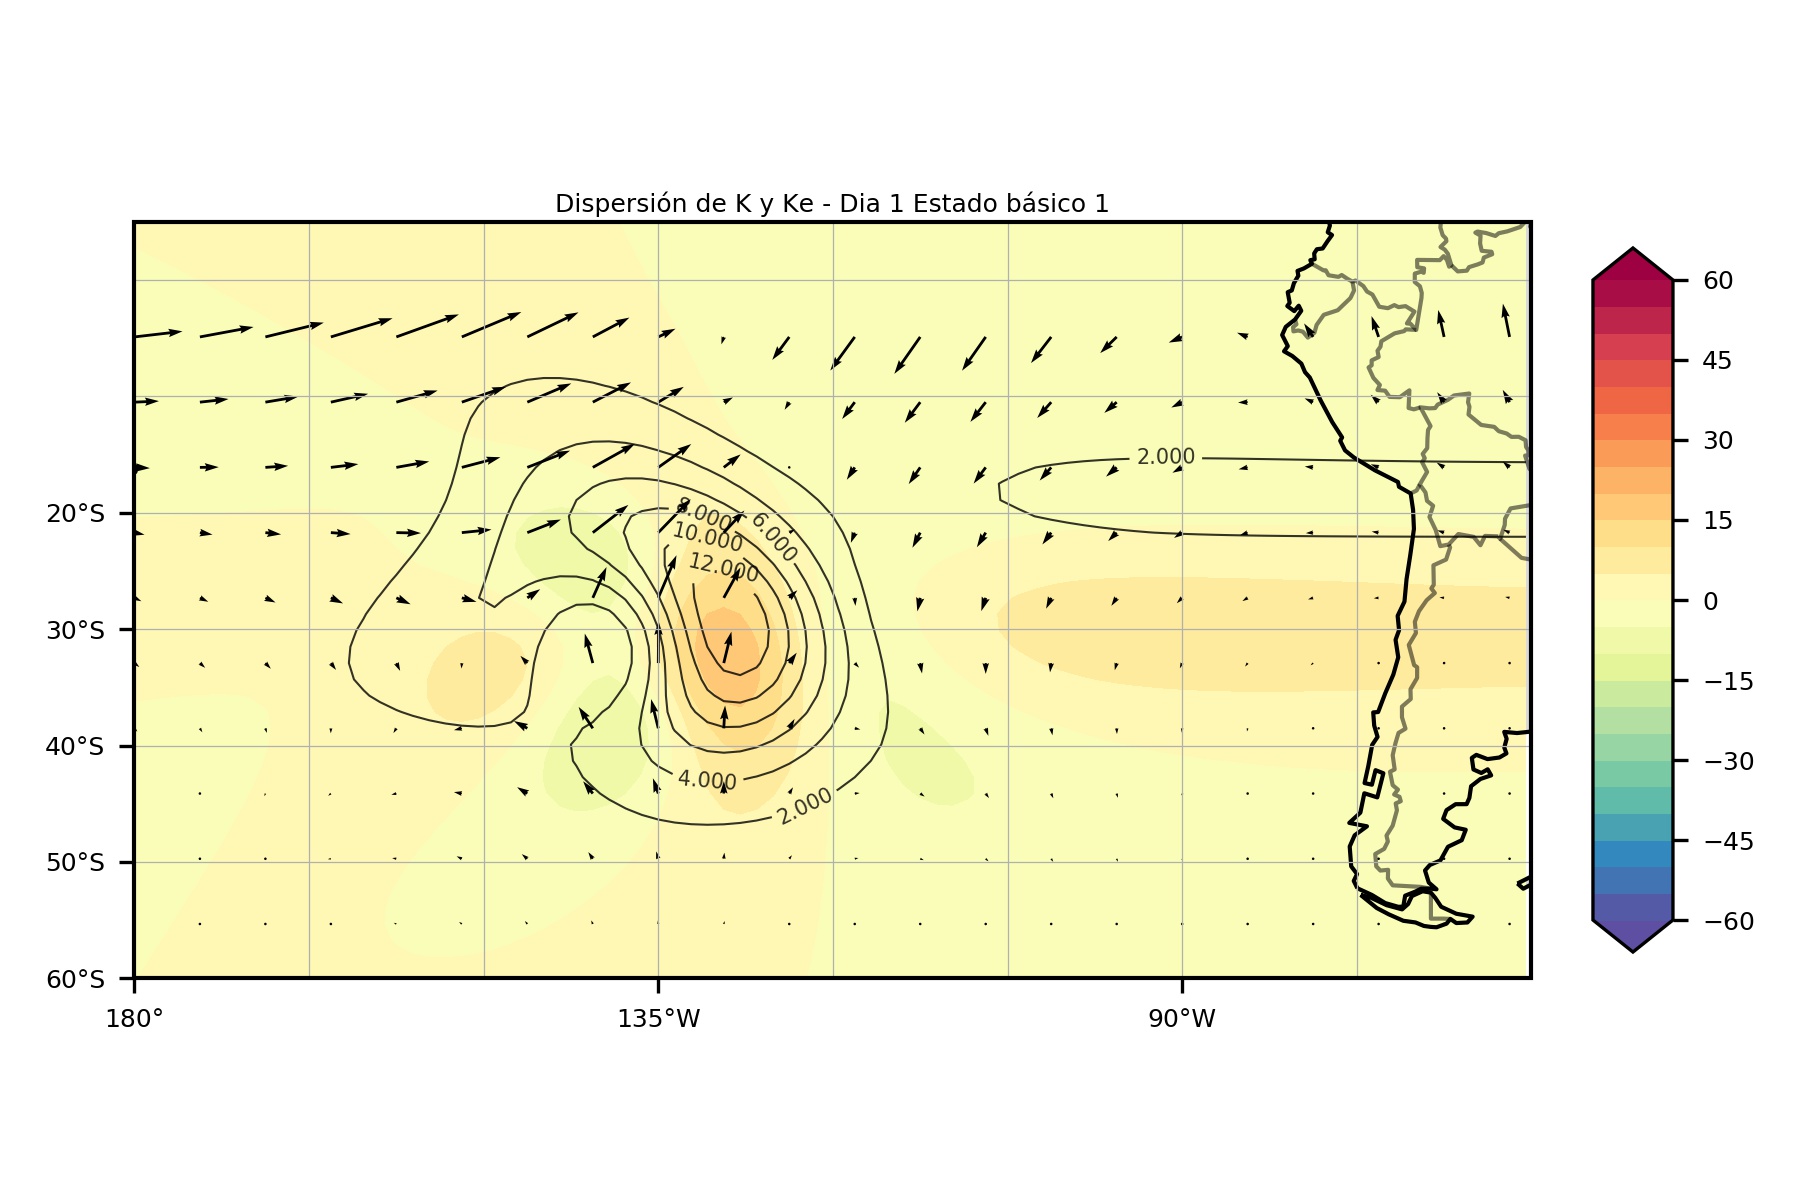 Dispersión de K y Ke - Dia 1 Estado básico 1
60
45
30
15
0
−15
−30
−45
−60
2.000
8.000
6.000
10.000
12.000
4.000
2.000
20°S
30°S
40°S
50°S
60°S
180°
135°W
90°W